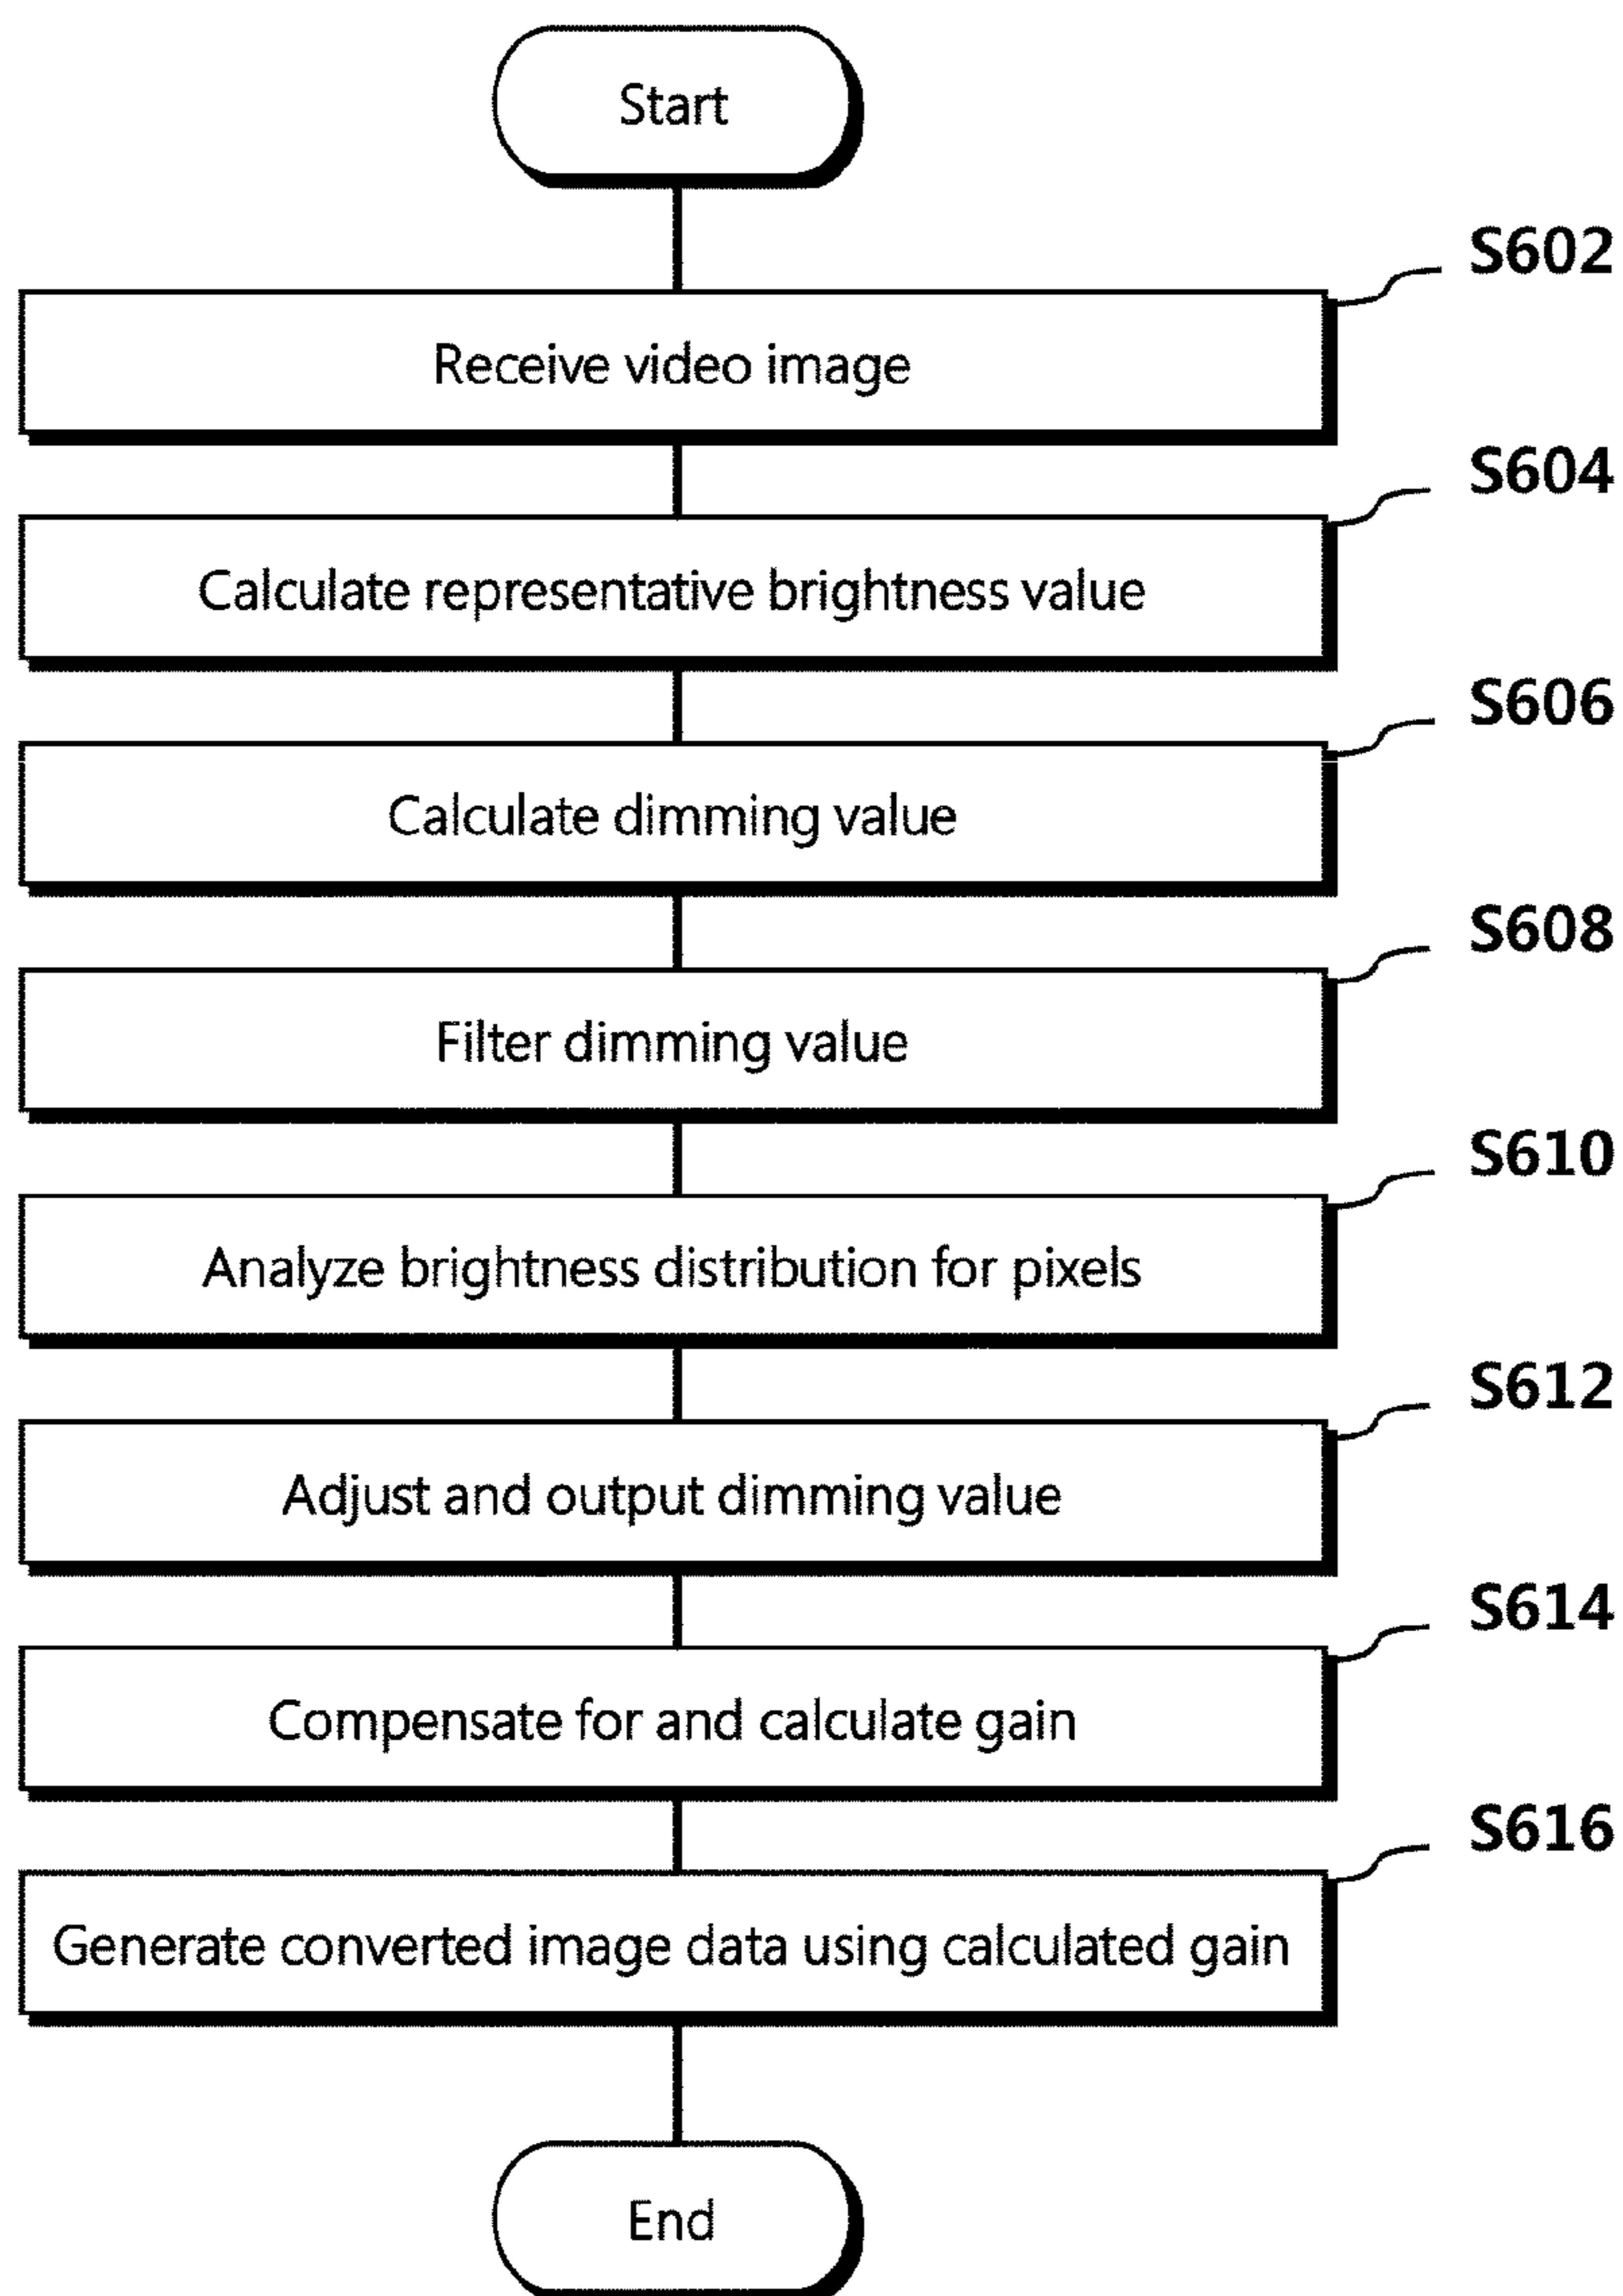 Start
S602
Receive video image
S604
Calculate representative brightness value
S606
Calculate dimming value
S608
Filter dimming value
S610
Analyze brightness distribution for pixels
S612
Adjust and output dimming value
S614
Compensate for and calculate gain
S616
Generate converted image data using calculated gain
End